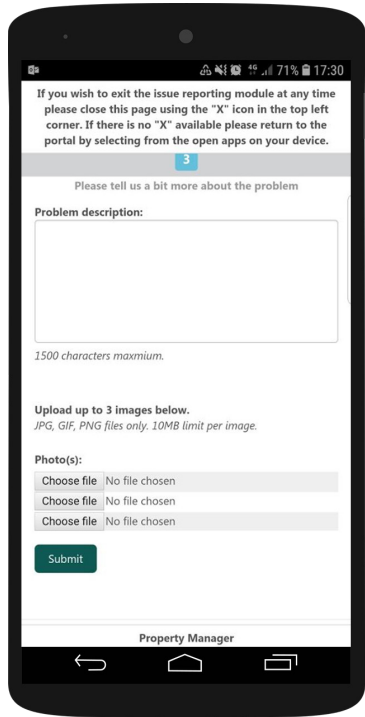 4G 71% 17:30
If you wish to exit the issue reporting module at any time
please close this page using the "X" icon in the top left
corner. If there is no "X" available please return to the
portal by selecting from the open apps on your device.
3
Please tell us a bit more about the problem
Problem description:
1500 characters maxmium.
Upload up to 3 images below.
JPG, GIF, PNG files only. 10MB limit per image.
Photo(s):
Choose file No file chosen
Choose file No file chosen
Choose file No file chosen
Submit
Property Manager